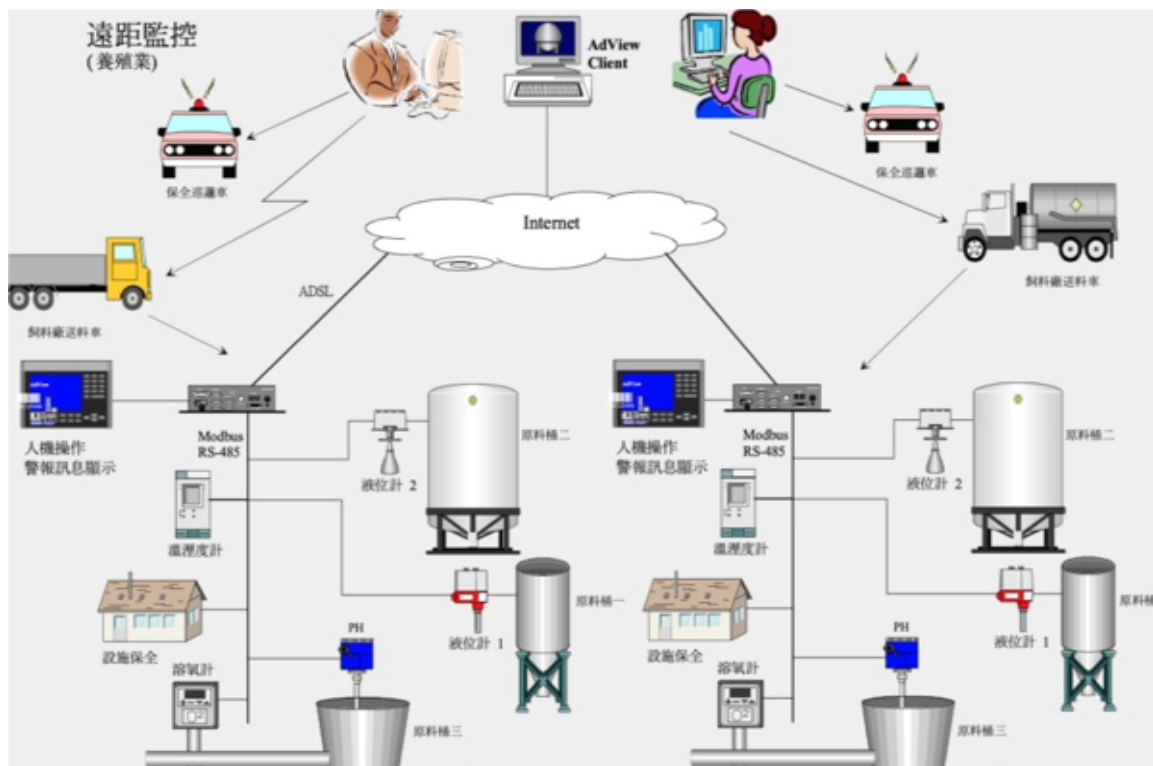 遠距監控
(養殖業)
AdView
Client
保全巡邏車
保全巡邏車
Internet
飼料廠送料車
ADSL
飼料廠送料車
人機操作
警報訊息顯示
Modbus
RS-485
液位計 2
原料桶二
人機操作
警報訊息顯示
Modbus
RS-485
液位計 2
原料桶二
溫溼度計
溫溼度計
設施保全
PH
液位計 1
原料桶一
設施保全
PH
液位計 1
原料桶
溶氧計
原料桶三
溶氧計
原料桶三